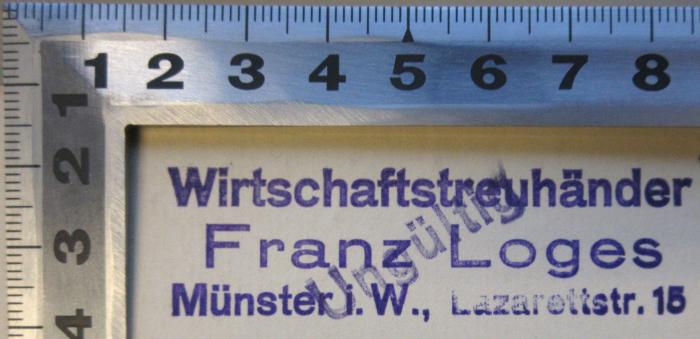 1 2 3 4 5 6 7 8
1
2
3
4
Wirtschaftstreuhänder
Franz Loges
Münster i. W., Lazarettstr. 15
Ungültig